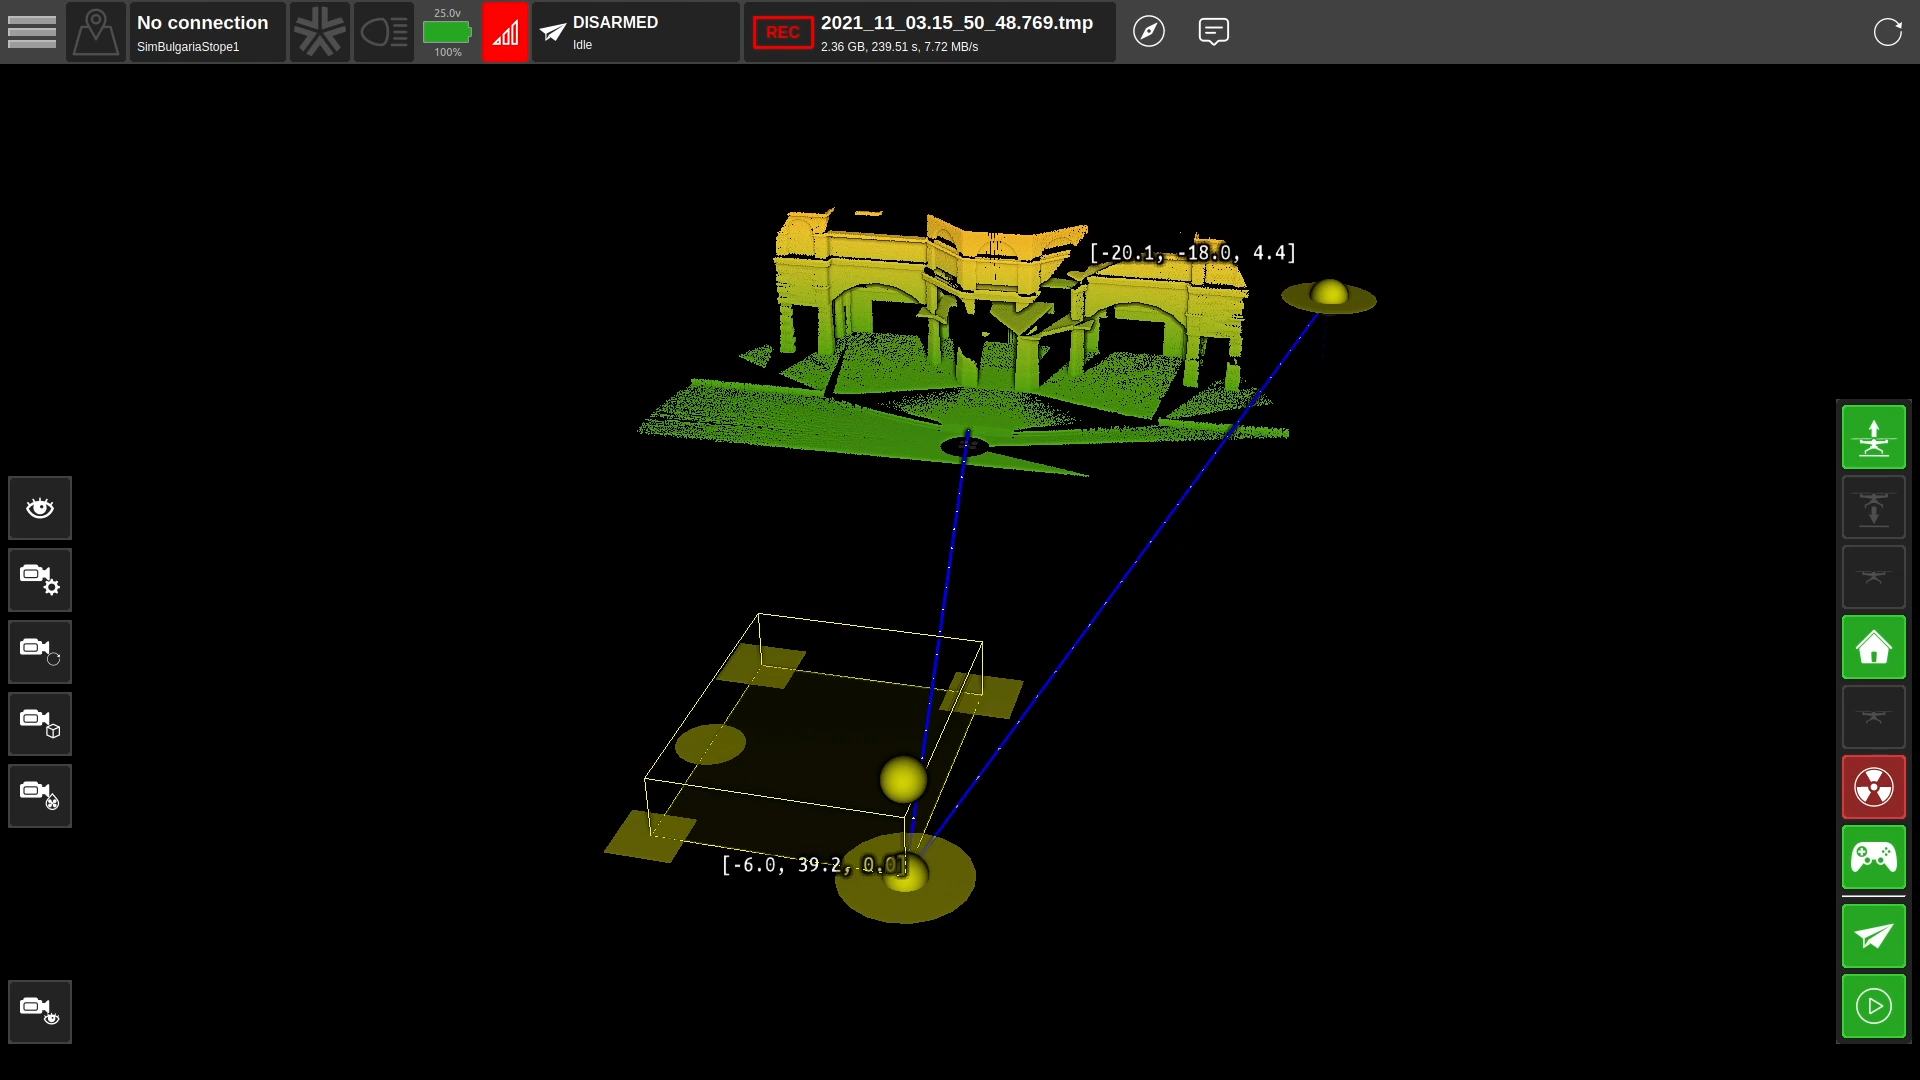 No connection
SimBulgariaStope1
25.0v
100%
DISARMED
Idle
REC
2021_11_03.15_50_48.769.tmp
2.36 GB, 239.51 s, 7.72 MB/s
[-20.1, -18.0, 4.4]
[-6.0, 39.2, 0.0]